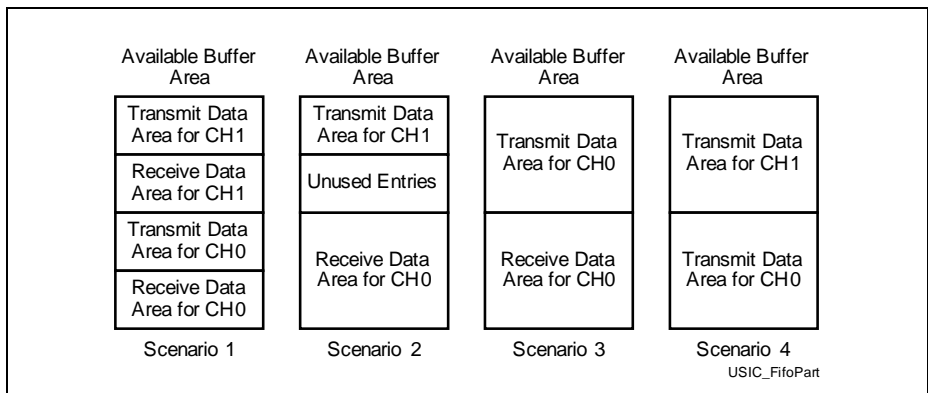 Available Buffer
Area
Transmit Data
Area for CH1
Receive Data
Area for CH1
Transmit Data
Area for CH0
Receive Data
Area for CH0
Scenario 1
Available Buffer
Area
Transmit Data
Area for CH1
Unused Entries
Receive Data
Area for CH0
Scenario 2
Available Buffer
Area
Transmit Data
Area for CH0
Receive Data
Area for CH0
Scenario 3
Available Buffer
Area
Transmit Data
Area for CH1
Transmit Data
Area for CH0
Scenario 4
USIC_FifoPart